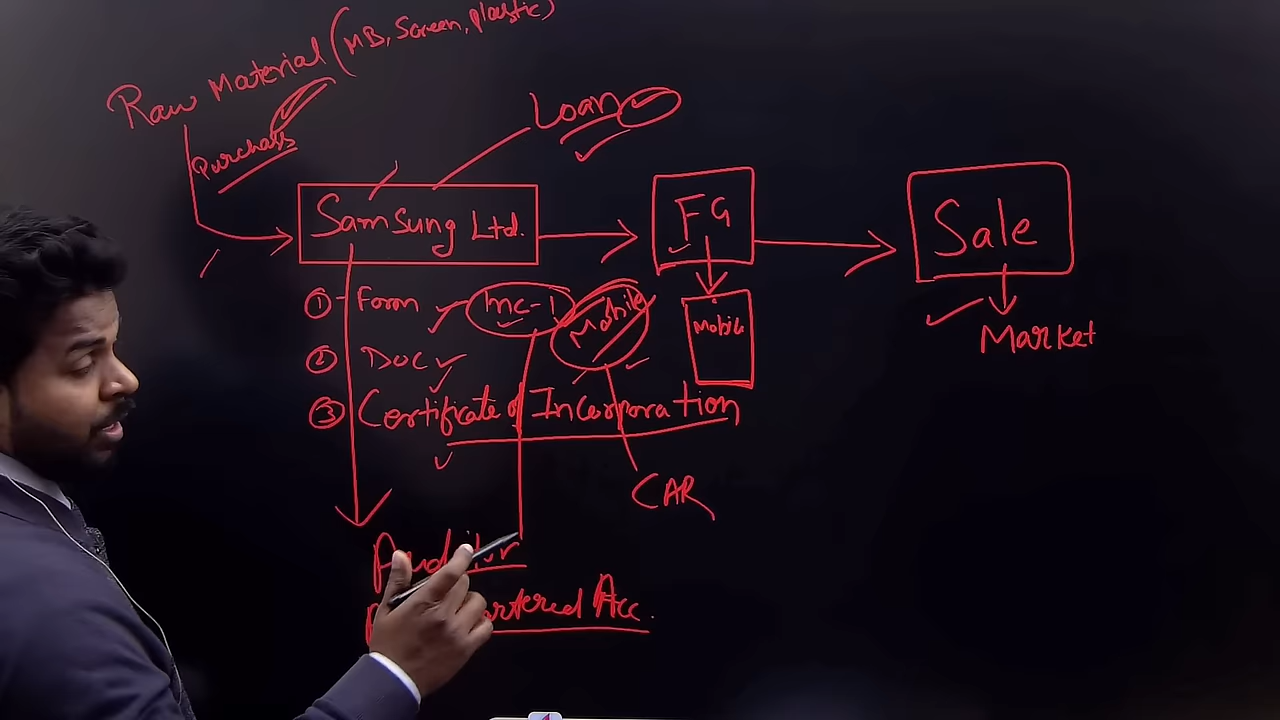 Raw Material (MB, Screen, plastic)
Purchase
Loan
Samsung Ltd.
FG
Sale
① Form Inc-1 Mobile
Mobile
Market
② DOC
③ Certificate of Incorporation
CAR
Auditor
Acc.